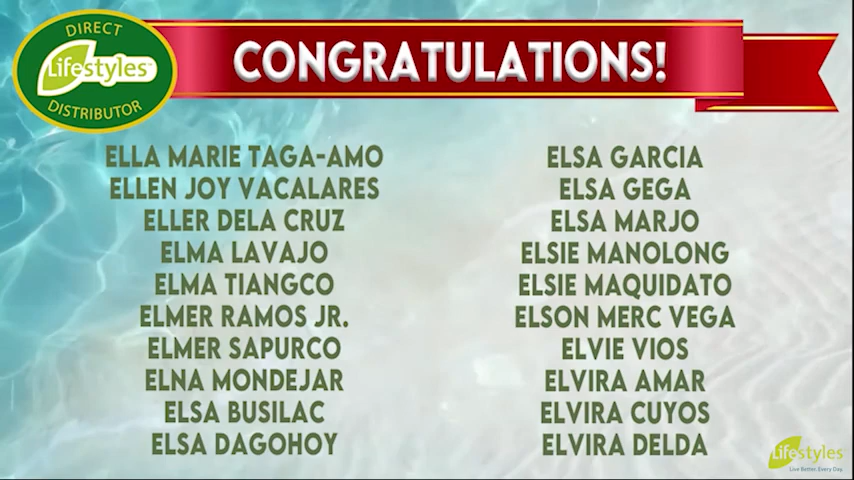 DIRECT
Lifestyles
DISTRIBUTOR
CONGRATULATIONS!
ELLA MARIE TAGA-AMO
ELLEN JOY VACALARES
ELLER DELA CRUZ
ELMA LAVAJO
ELMA TIANGCO
ELMER RAMOS JR.
ELMER SAPURCO
ELNA MONDEJAR
ELSA BUSILAC
ELSA DAGOHOY
ELSA GARCIA
ELSA GEGA
ELSA MARJO
ELSIE MANOLONG
ELSIE MAQUIDATO
ELSON MERC VEGA
ELVIE VIOS
ELVIRA AMAR
ELVIRA CUYOS
ELVIRA DELDA
Lifestyles
Live Better. Every Day.